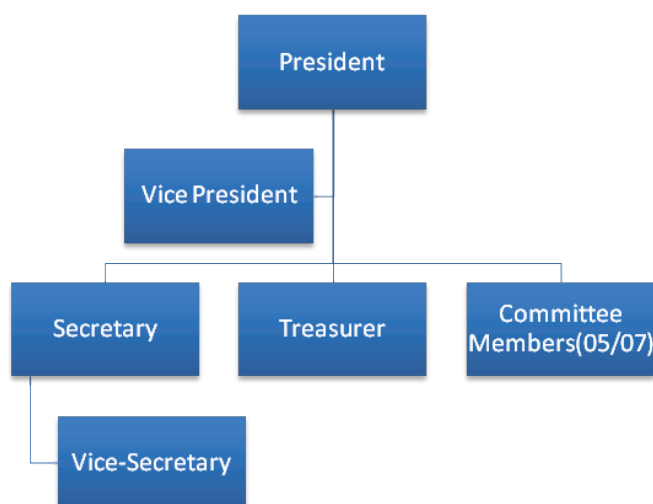 President
Vice President
Secretary
Treasurer
Committee
Members(05/07)
Vice-Secretary